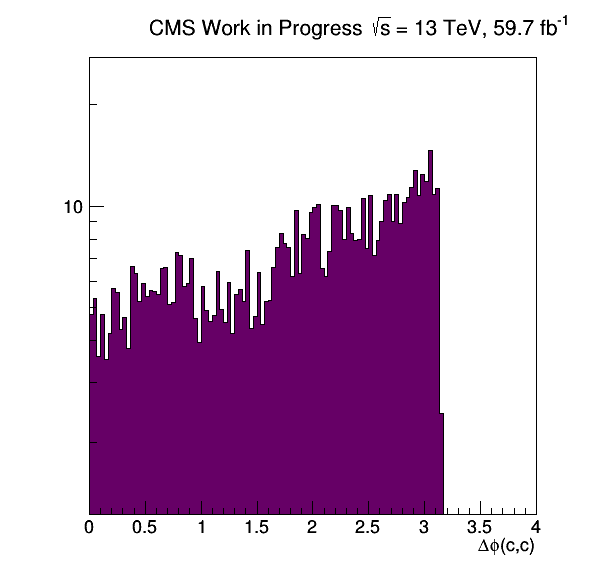 CMS Work in Progress √s = 13 TeV, 59.7 fb⁻¹
10
0 0.5 1 1.5 2 2.5 3 3.5 4
Δϕ(c,c)